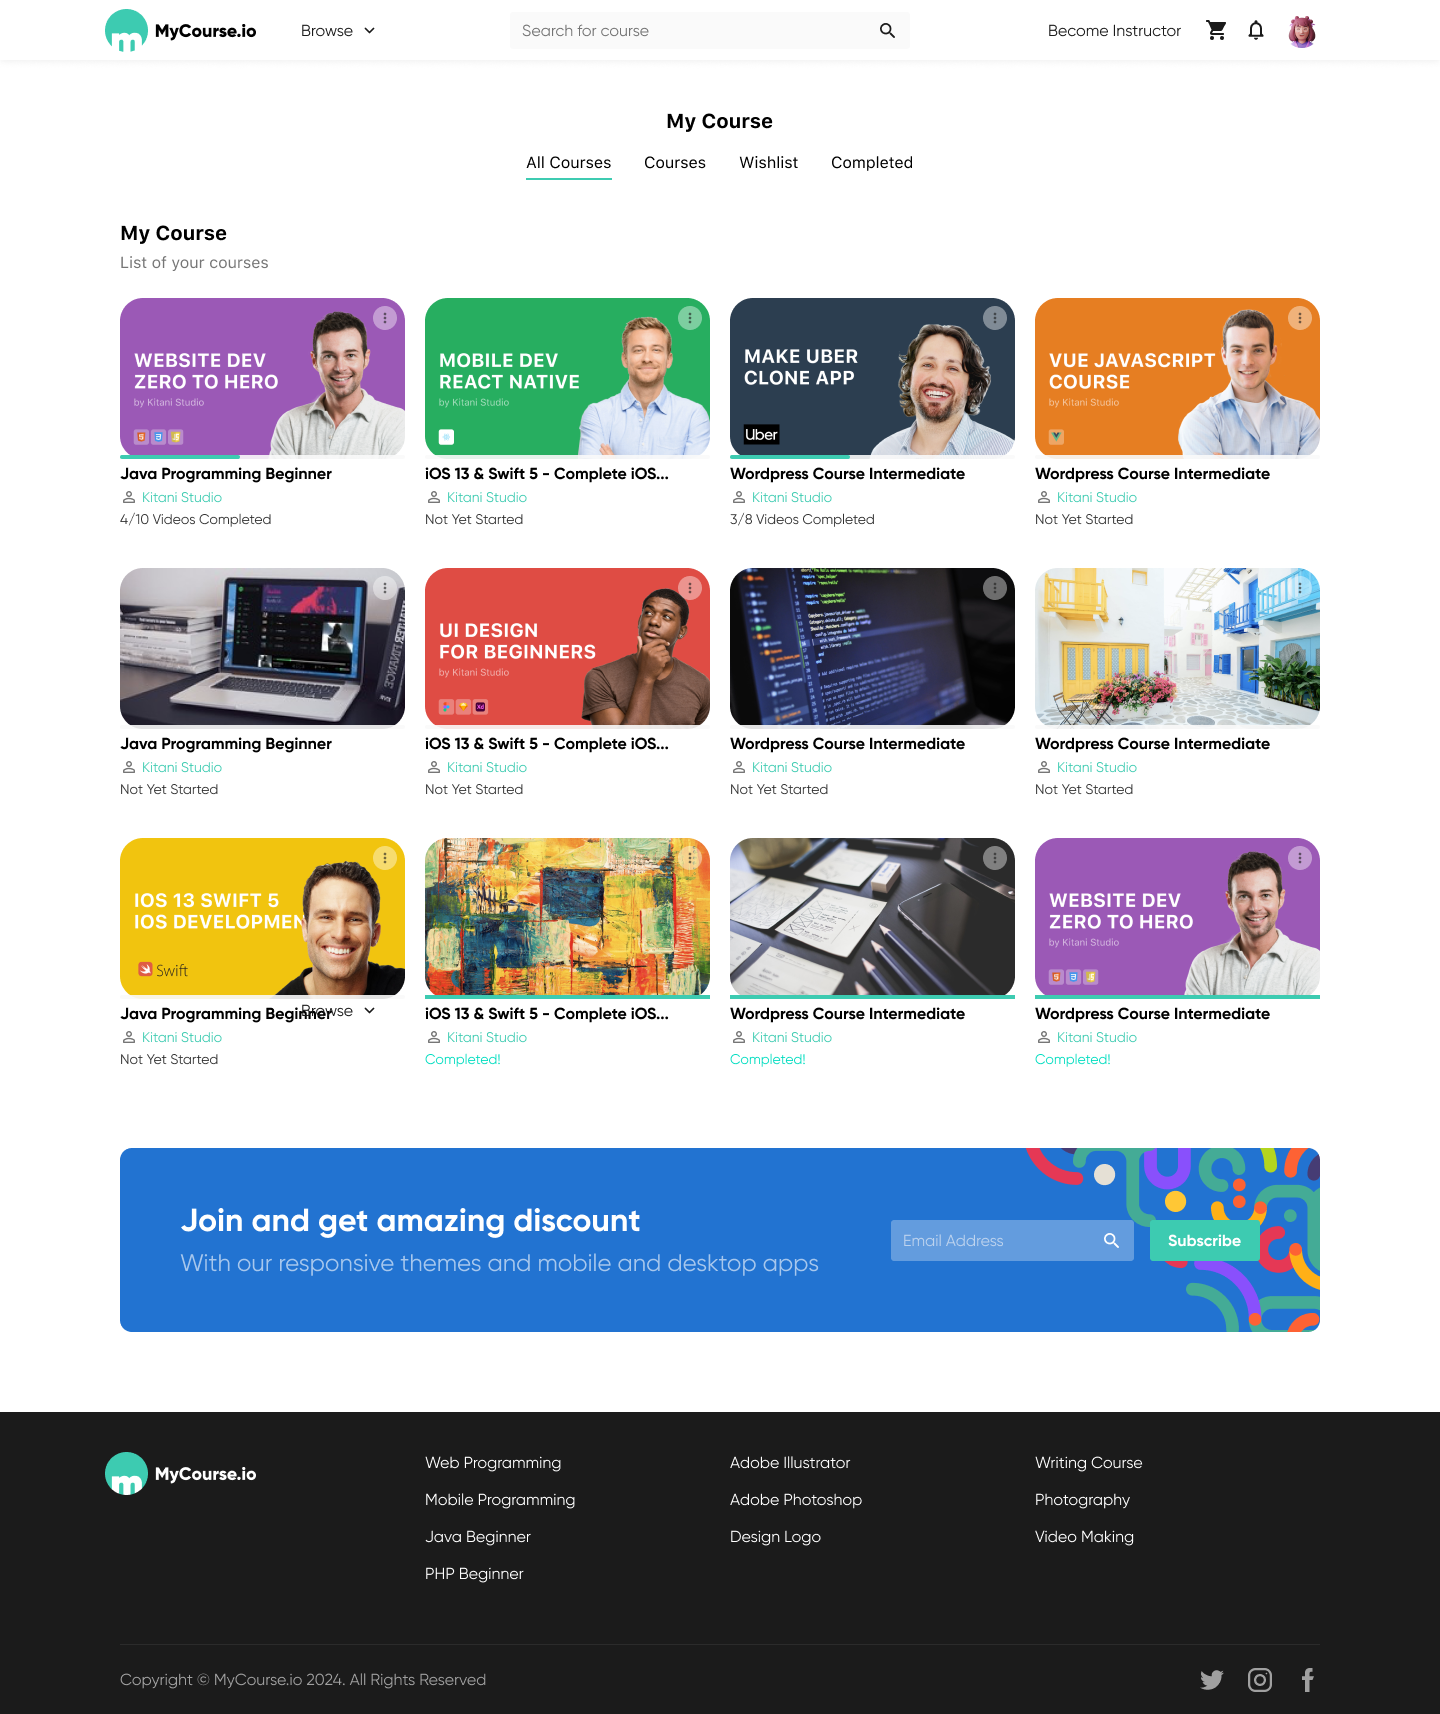 MyCourse.io
Browse
Search for course
Become Instructor
My Course
All Courses
Courses
Wishlist
Completed
My Course
List of your courses
WEBSITE DEV
ZERO TO HERO
by Kitani Studio
MOBILE DEV
REACT NATIVE
by Kitani Studio
MAKE UBER
CLONE APP
Uber
VUE JAVASCRIPT
COURSE
by Kitani Studio
Java Programming Beginner
Kitani Studio
4/10 Videos Completed
iOS 13 & Swift 5 - Complete iOS...
Kitani Studio
Not Yet Started
Wordpress Course Intermediate
Kitani Studio
3/8 Videos Completed
Wordpress Course Intermediate
Kitani Studio
Not Yet Started
UI DESIGN
FOR BEGINNERS
by Kitani Studio
Xd
Java Programming Beginner
Kitani Studio
Not Yet Started
iOS 13 & Swift 5 - Complete iOS...
Kitani Studio
Not Yet Started
Wordpress Course Intermediate
Kitani Studio
Not Yet Started
Wordpress Course Intermediate
Kitani Studio
Not Yet Started
IOS 13 SWIFT 5
IOS DEVELOPMEN
Swift
WEBSITE DEV
ZERO TO HERO
by Kitani Studio
Java Programming Beginner
Browse
Kitani Studio
Not Yet Started
iOS 13 & Swift 5 - Complete iOS...
Kitani Studio
Completed!
Wordpress Course Intermediate
Kitani Studio
Completed!
Wordpress Course Intermediate
Kitani Studio
Completed!
Join and get amazing discount
With our responsive themes and mobile and desktop apps
Email Address
Subscribe
MyCourse.io
Web Programming
Mobile Programming
Java Beginner
PHP Beginner
Adobe Illustrator
Adobe Photoshop
Design Logo
Writing Course
Photography
Video Making
Copyright © MyCourse.io 2024. All Rights Reserved